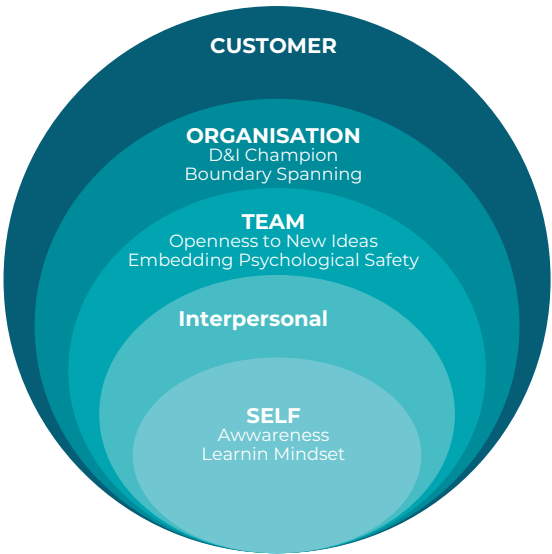 CUSTOMER
ORGANISATION
D&I Champion
Boundary Spanning
TEAM
Openness to New Ideas
Embedding Psychological Safety
Interpersonal
SELF
Awwareness
Learnin Mindset